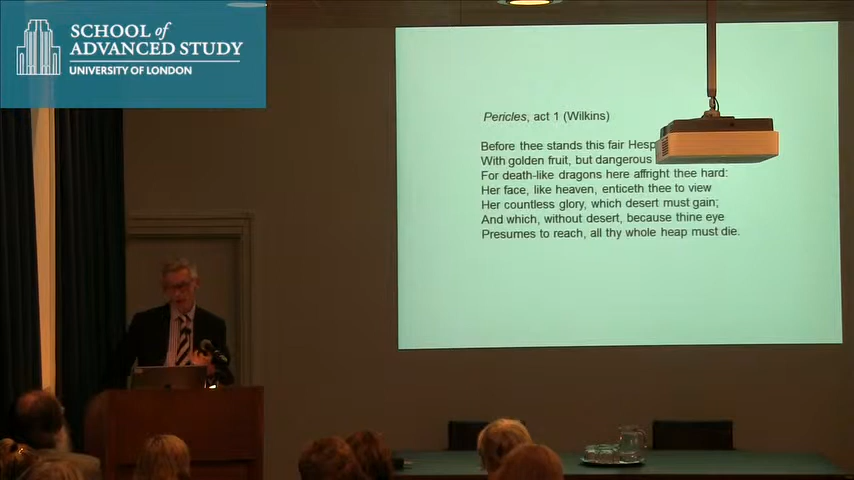 SCHOOL of
ADVANCED STUDY
UNIVERSITY OF LONDON
Pericles, act 1 (Wilkins)
Before thee stands this fair
With golden fruit, but dangerous
For death-like dragons here affright thee hard:
Her face, like heaven, enticeth thee to view
Her countless glory, which desert must gain;
And which, without desert, because thine eye
Presumes to reach, all thy whole heap must die.